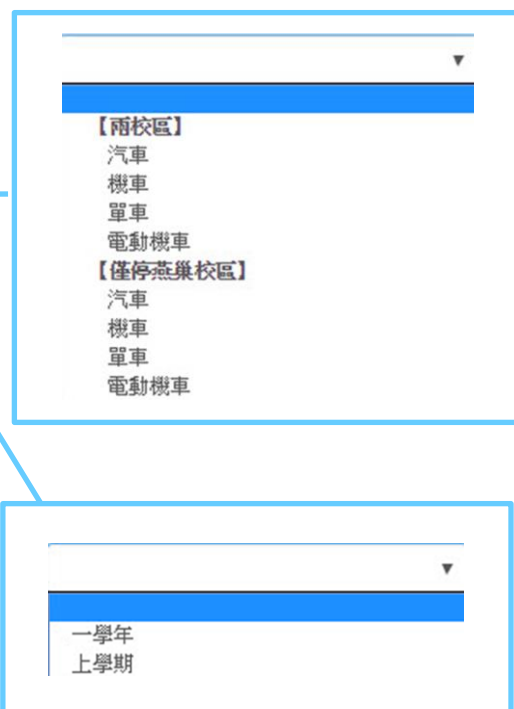 【兩校區】
汽車
機車
單車
電動機車
【僅停燕巢校區】
汽車
機車
單車
電動機車
一學年
上學期